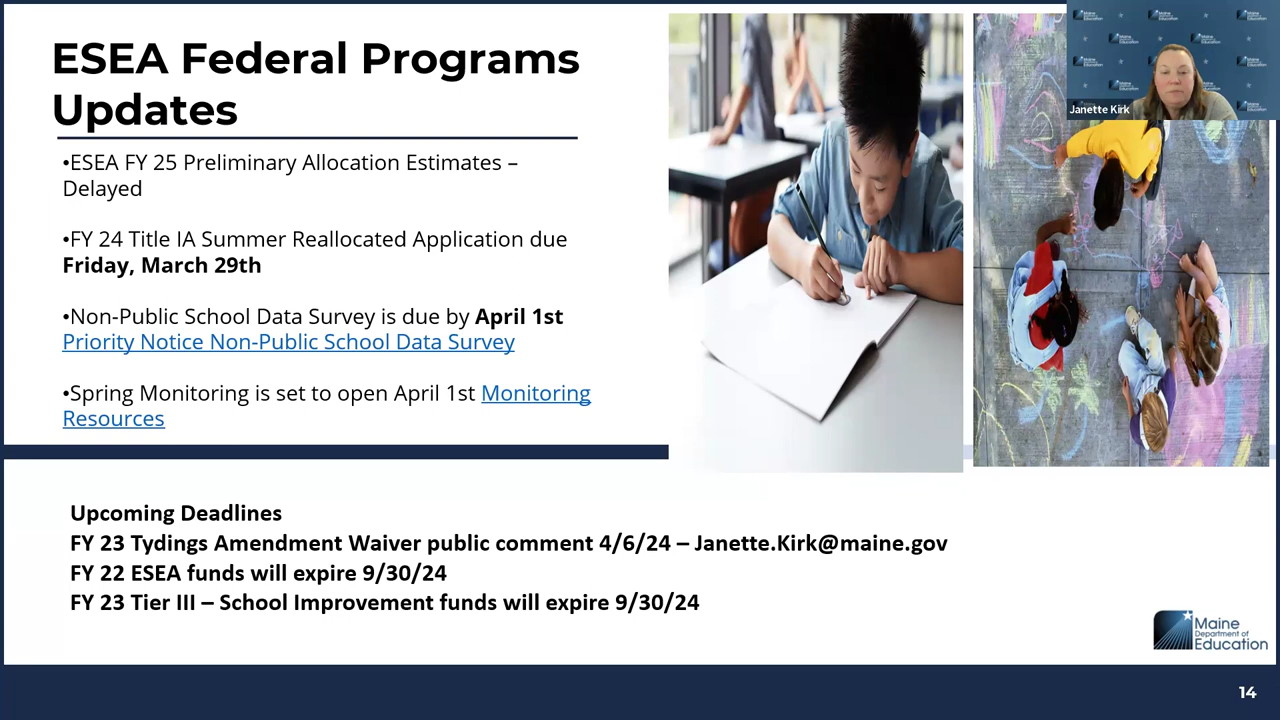 ESEA Federal Programs
Updates
•ESEA FY 25 Preliminary Allocation Estimates –
Delayed
•FY 24 Title IA Summer Reallocated Application due
Friday, March 29th
•Non-Public School Data Survey is due by April 1st
Priority Notice Non-Public School Data Survey
•Spring Monitoring is set to open April 1st Monitoring
Resources
Janette Kirk
Upcoming Deadlines
FY 23 Tydings Amendment Waiver public comment 4/6/24 – Janette.Kirk@maine.gov
FY 22 ESEA funds will expire 9/30/24
FY 23 Tier III – School Improvement funds will expire 9/30/24
Maine
Department of
Education
14